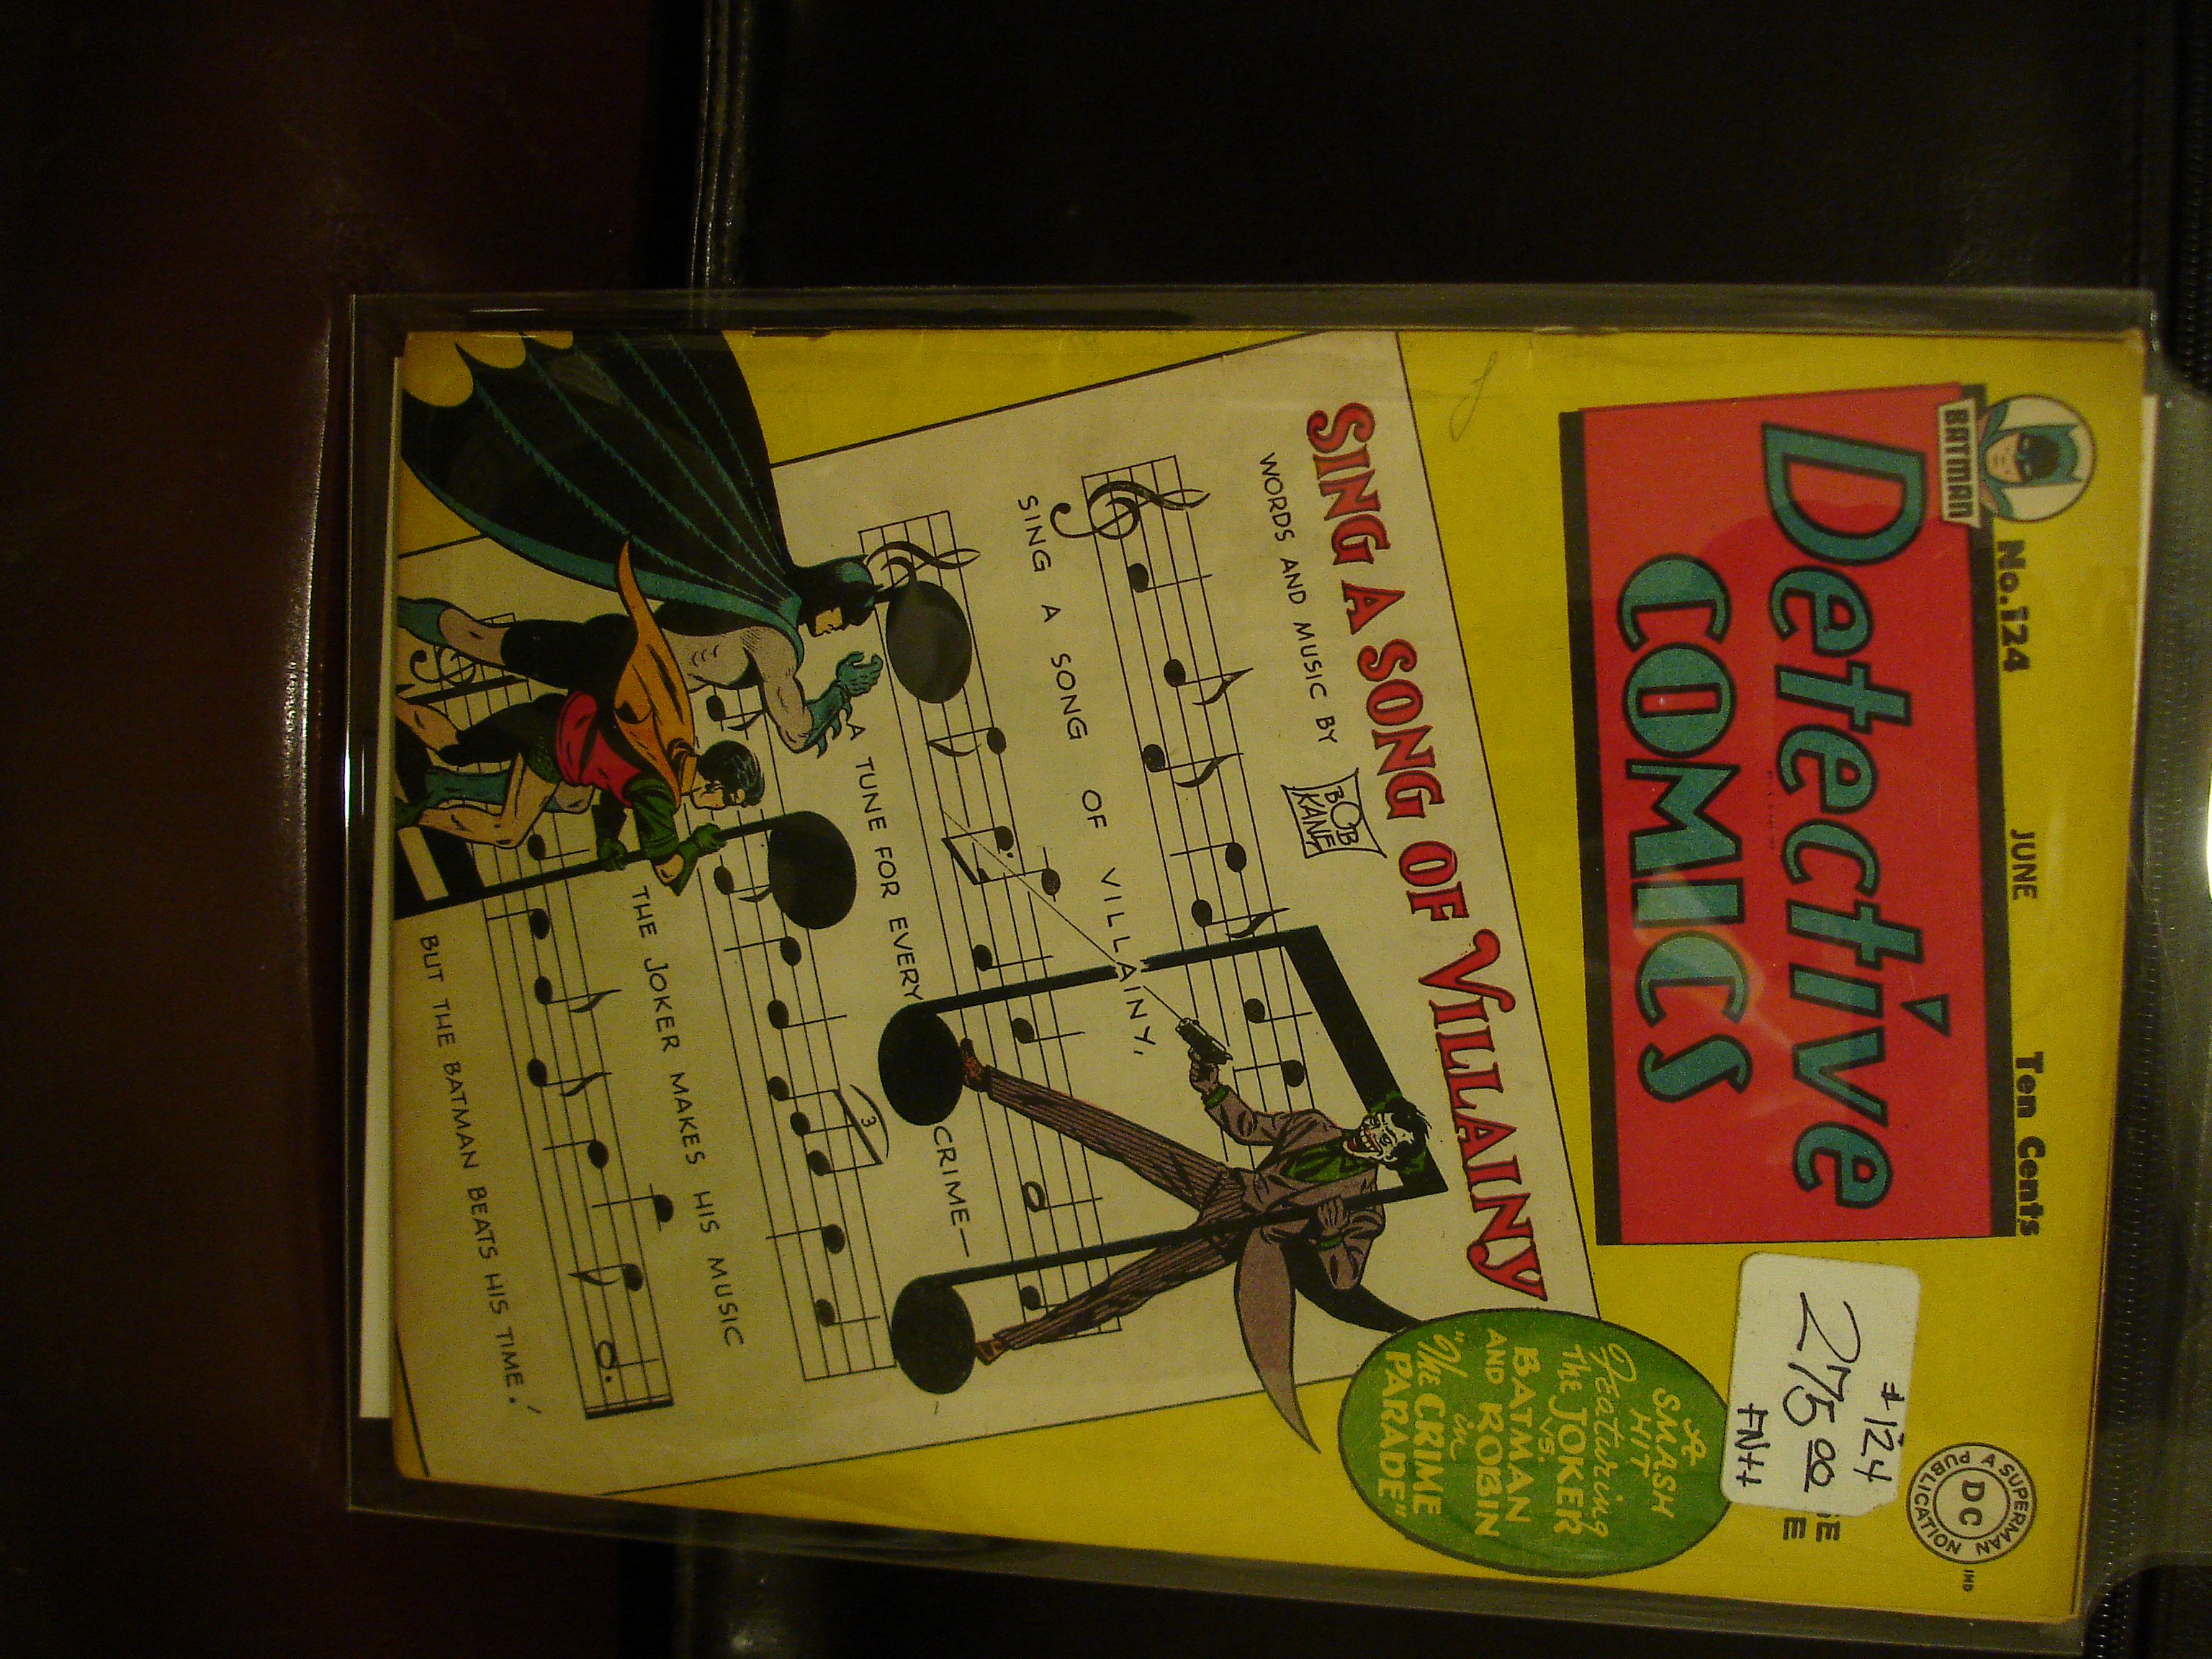 BATMAN
No. 124
JUNE
Ten Cents
Detective
COMICS
A SUPERMAN DC PUBLICATION
IND
#124
275 00
FN++
A
SMASH
HIT
Featuring
THE JOKER
VS.
BATMAN
AND ROBIN
in
"The CRIME
PARADE"
SING A SONG OF VILLAINY
WORDS AND MUSIC BY
BOB
KANE
SING A SONG OF VILLAINY,
A TUNE FOR EVERY CRIME—
3
THE JOKER MAKES HIS MUSIC
BUT THE BATMAN BEATS HIS TIME!